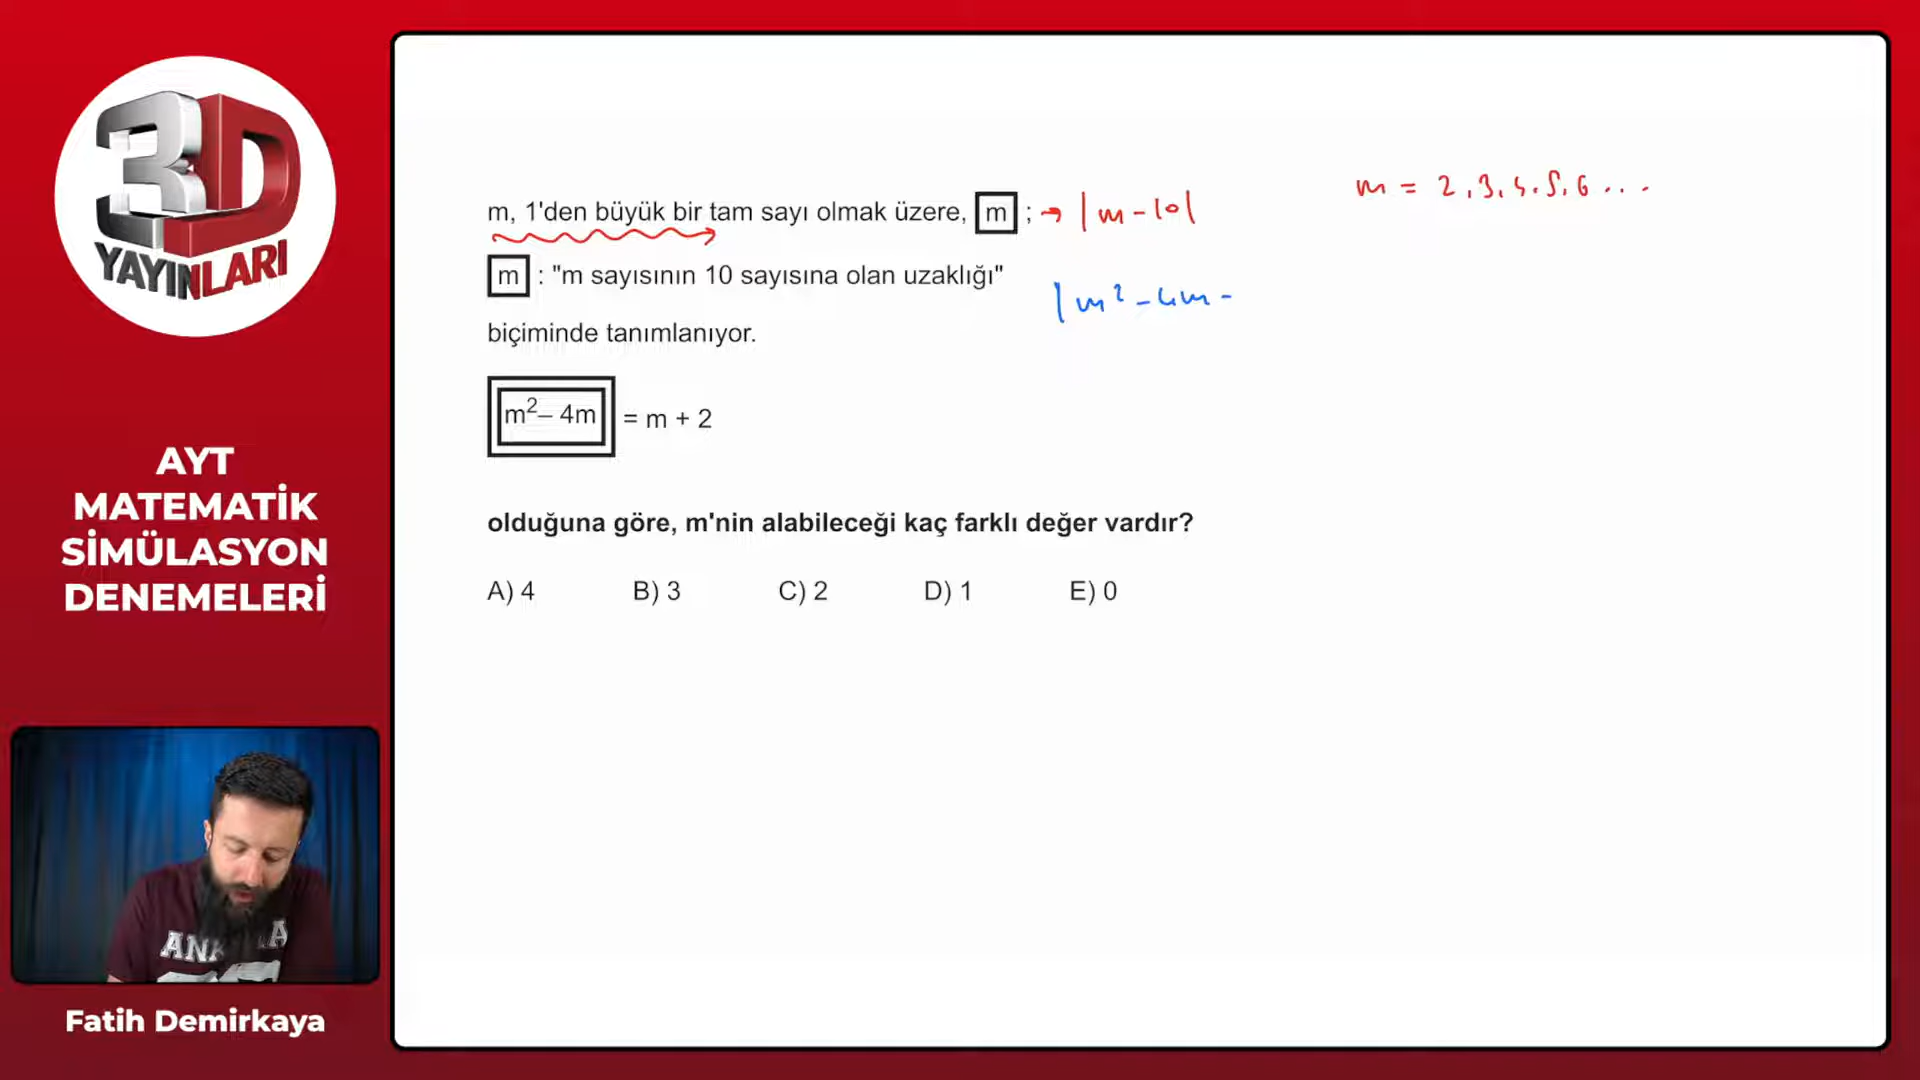 3D
YAYINLARI
AYT
MATEMATİK
SİMÜLASYON
DENEMELERİ
Fatih Demirkaya
m, 1'den büyük bir tam sayı olmak üzere, m ; → |m-10|
m = 2,3,4,5,6...
m : "m sayısının 10 sayısına olan uzaklığı"
|m²-4m-
biçiminde tanımlanıyor.
m²– 4m = m + 2
olduğuna göre, m'nin alabileceği kaç farklı değer vardır?
A) 4 B) 3 C) 2 D) 1 E) 0